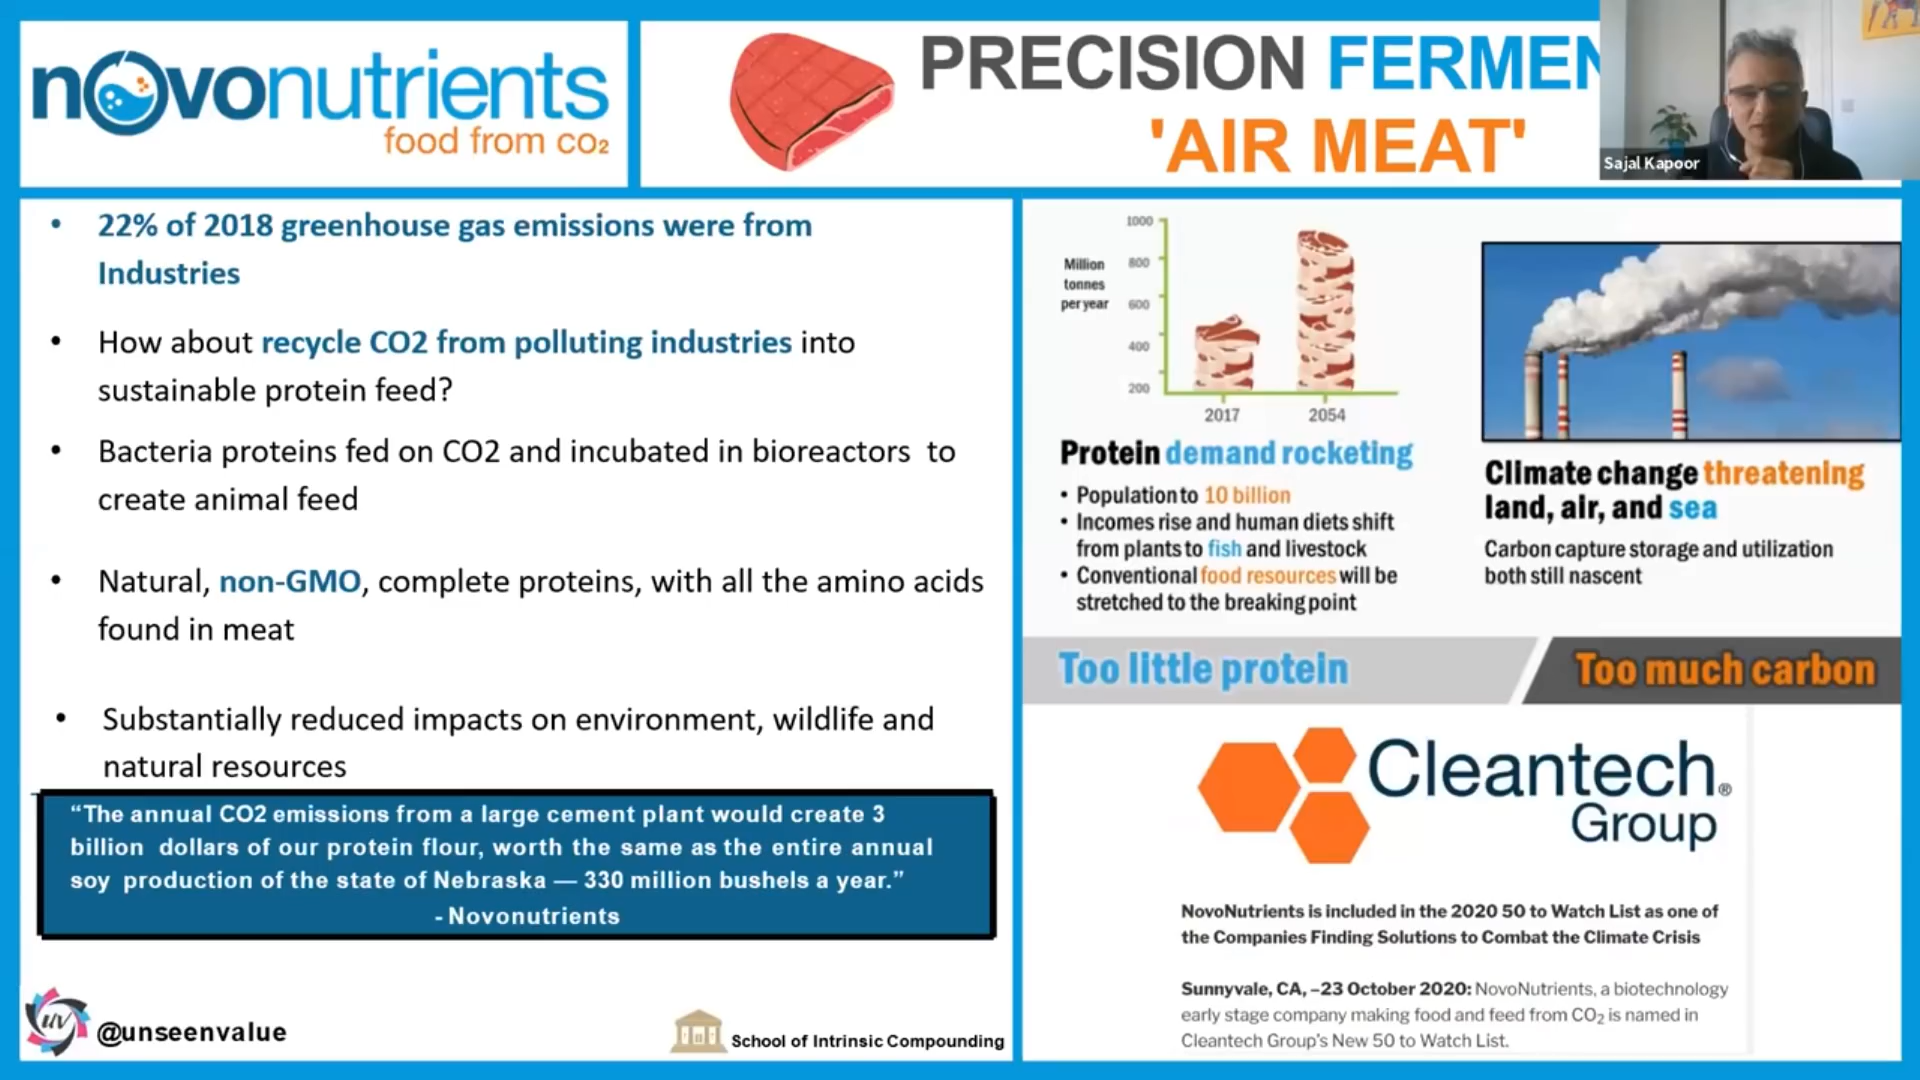 novonutrients
food from co₂
PRECISION FERMEN
'AIR MEAT'
Sajal Kapoor
• 22% of 2018 greenhouse gas emissions were from
Industries
• How about recycle CO2 from polluting industries into
sustainable protein feed?
• Bacteria proteins fed on CO2 and incubated in bioreactors to
create animal feed
• Natural, non-GMO, complete proteins, with all the amino acids
found in meat
• Substantially reduced impacts on environment, wildlife and
natural resources
“The annual CO2 emissions from a large cement plant would create 3
billion dollars of our protein flour, worth the same as the entire annual
soy production of the state of Nebraska — 330 million bushels a year.”
- Novonutrients
uv
@unseenvalue
School of Intrinsic Compounding
Million
tonnes
per year
1000
800
600
400
200
2017
2054
Protein demand rocketing
• Population to 10 billion
• Incomes rise and human diets shift
from plants to fish and livestock
• Conventional food resources will be
stretched to the breaking point
Climate change threatening
land, air, and sea
Carbon capture storage and utilization
both still nascent
Too little protein
Too much carbon
Cleantech®
Group
NovoNutrients is included in the 2020 50 to Watch List as one of
the Companies Finding Solutions to Combat the Climate Crisis
Sunnyvale, CA, –23 October 2020: NovoNutrients, a biotechnology
early stage company making food and feed from CO₂ is named in
Cleantech Group's New 50 to Watch List.